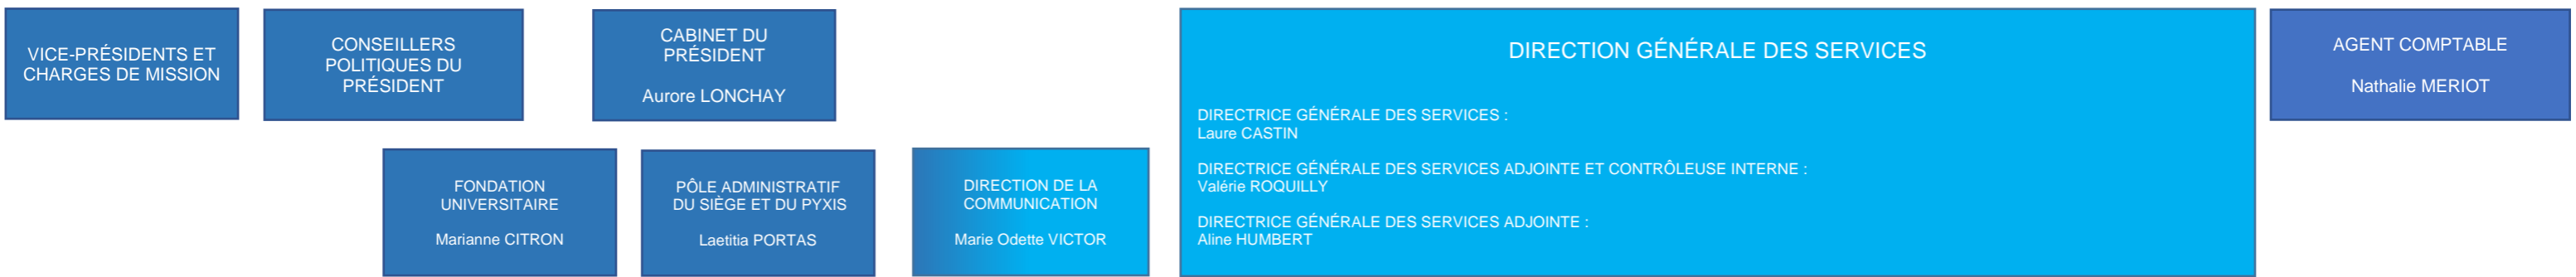 VICE-PRÉSIDENTS ET
CHARGES DE MISSION
CONSEILLERS
POLITIQUES DU
PRÉSIDENT
CABINET DU
PRÉSIDENT
Aurore LONCHAY
DIRECTION GÉNÉRALE DES SERVICES
DIRECTRICE GÉNÉRALE DES SERVICES :
Laure CASTIN
DIRECTRICE GÉNÉRALE DES SERVICES ADJOINTE ET CONTRÔLEUSE INTERNE :
Valérie ROQUILLY
DIRECTRICE GÉNÉRALE DES SERVICES ADJOINTE :
Aline HUMBERT
AGENT COMPTABLE
Nathalie MERIOT
FONDATION
UNIVERSITAIRE
Marianne CITRON
PÔLE ADMINISTRATIF
DU SIÈGE ET DU PYXIS
Laetitia PORTAS
DIRECTION DE LA
COMMUNICATION
Marie Odette VICTOR